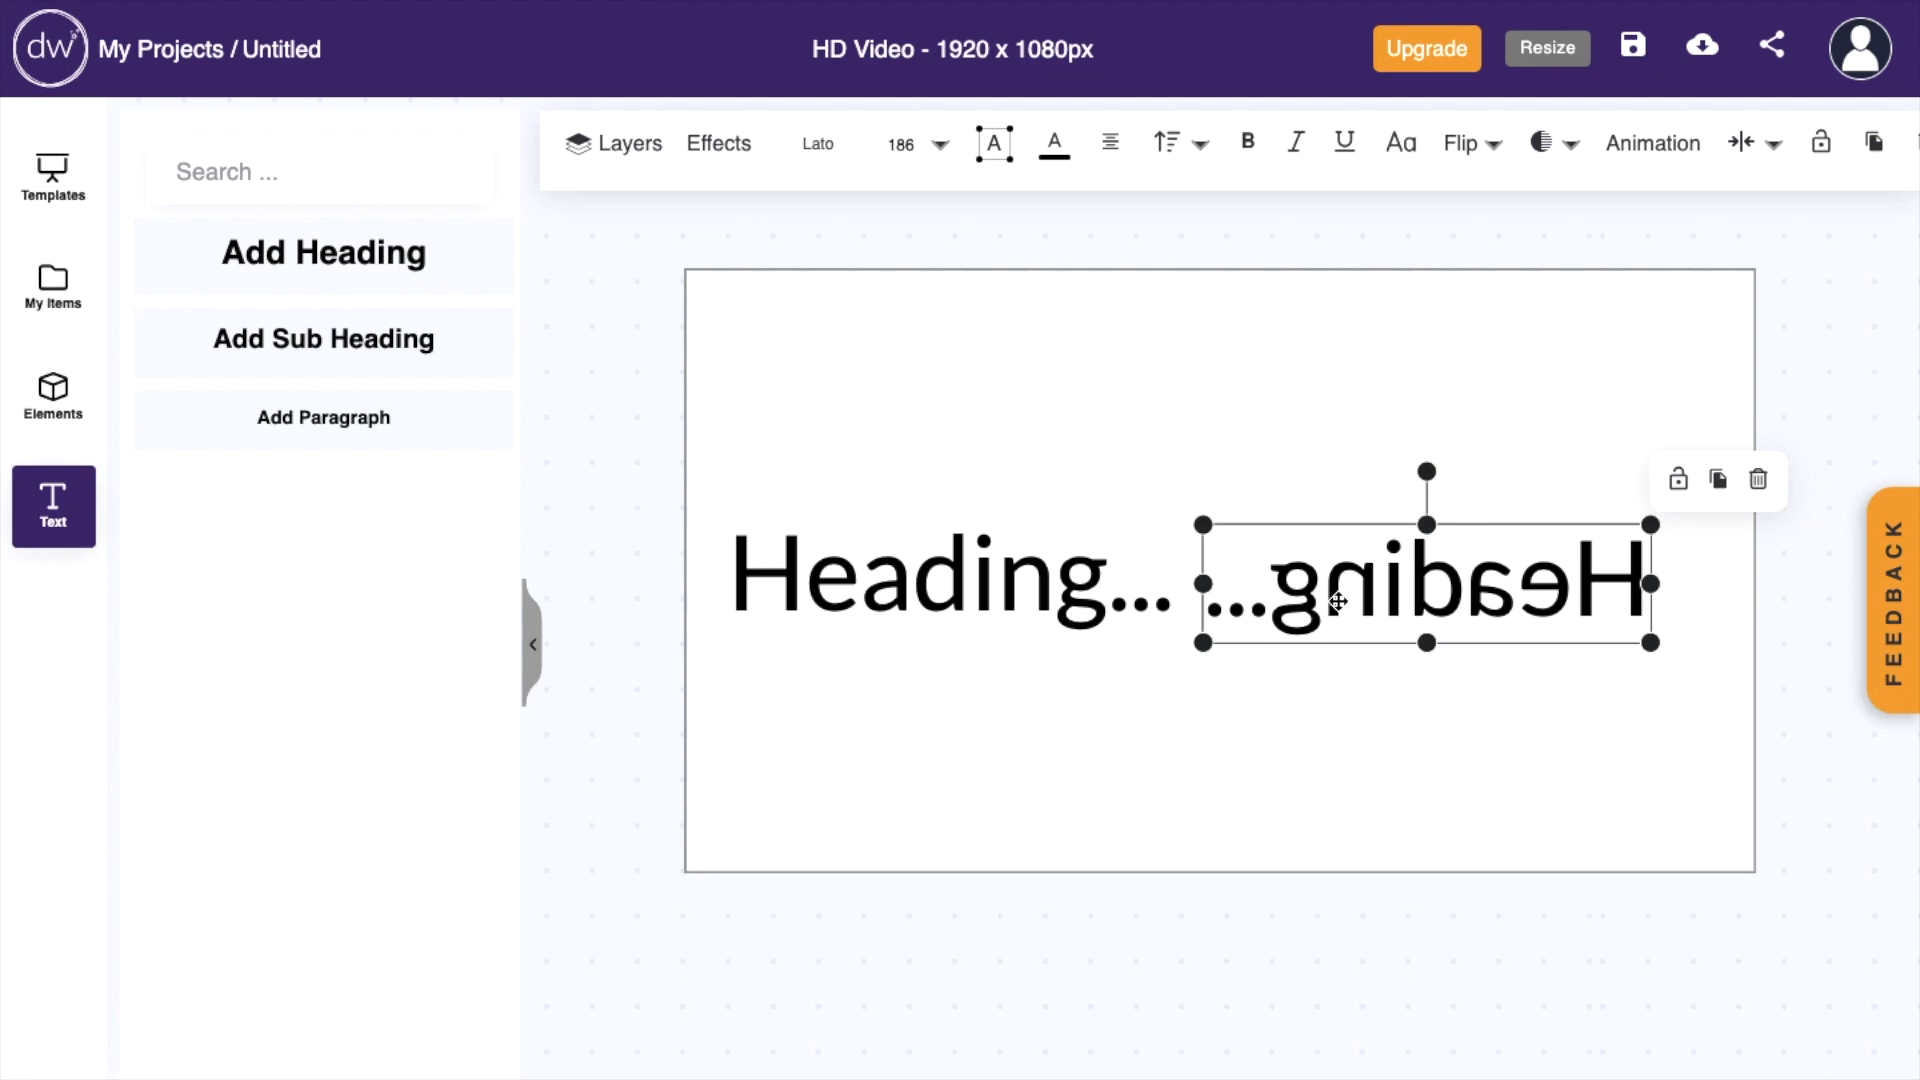 dw My Projects / Untitled
HD Video - 1920 x 1080px
Upgrade
Resize
Templates
My Items
Elements
Text
Search ...
Add Heading
Add Sub Heading
Add Paragraph
Layers Effects Lato 186 A A B I U Aa Flip Animation
Heading... Heading...
FEEDBACK